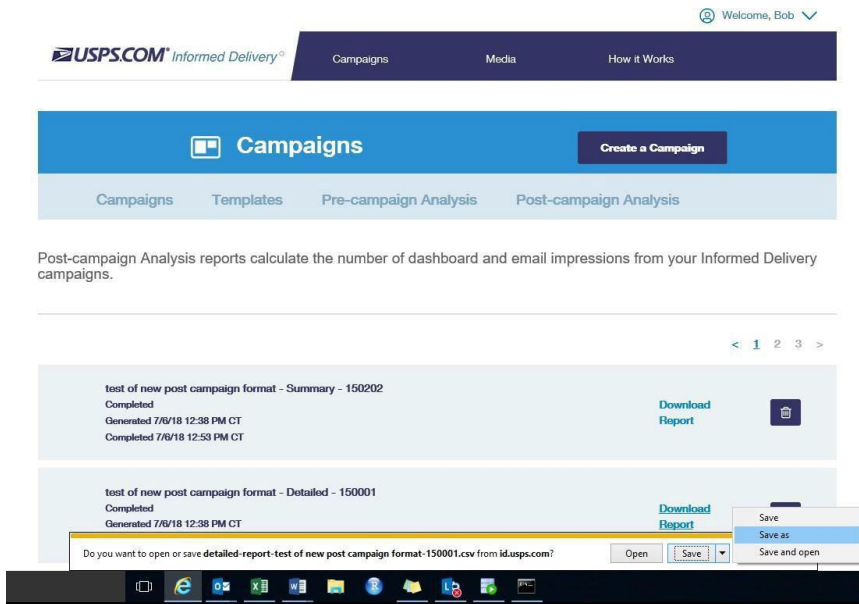 Welcome, Bob
USPS.COM® Informed Delivery®
Campaigns Media How it Works
Campaigns
Create a Campaign
Campaigns Templates Pre-campaign Analysis Post-campaign Analysis
Post-campaign Analysis reports calculate the number of dashboard and email impressions from your Informed Delivery
campaigns.
< 1 2 3 >
test of new post campaign format - Summary - 150202
Completed
Generated 7/6/18 12:38 PM CT
Completed 7/6/18 12:53 PM CT
Download
Report
test of new post campaign format - Detailed - 150001
Completed
Generated 7/6/18 12:38 PM CT
Download
Report
Save
Save as
Save and open
Do you want to open or save detailed-report-test of new post campaign format-150001.csv from id.usps.com?
Open Save